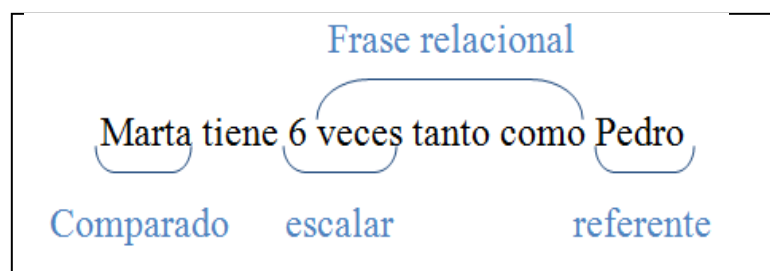 Frase relacional
Marta tiene 6 veces tanto como Pedro
Comparado escalar referente